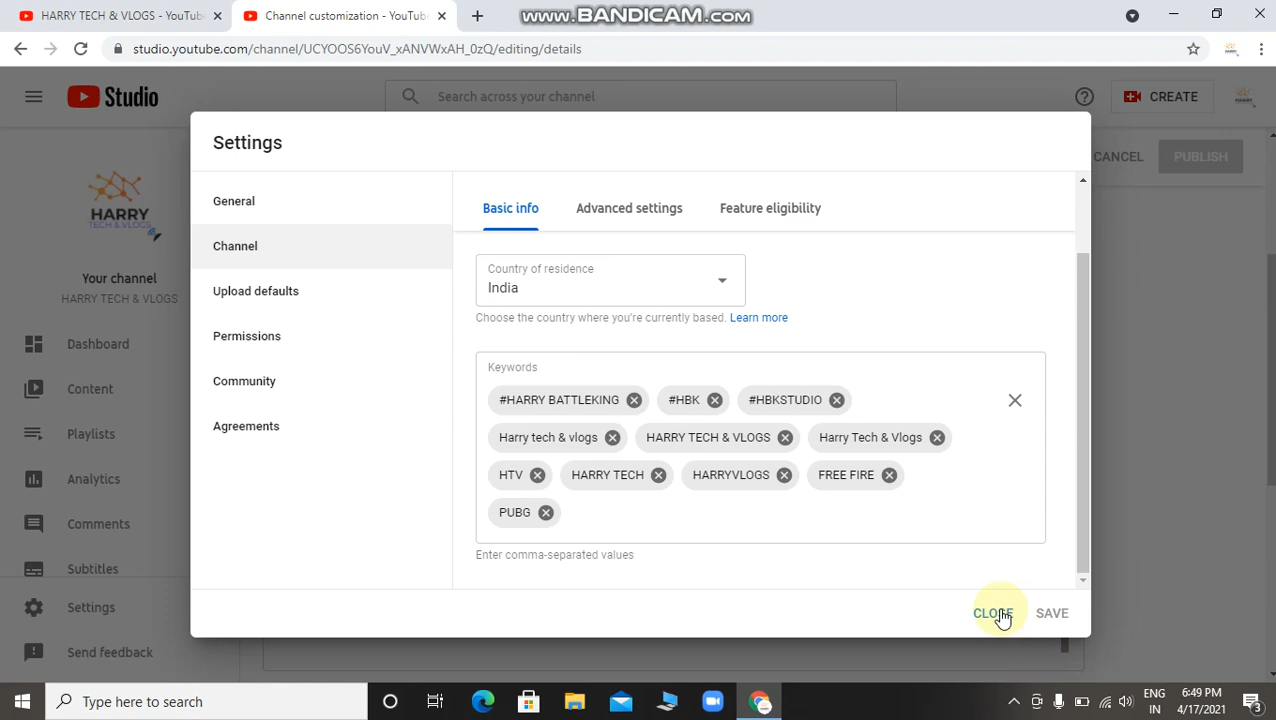 HARRY TECH & VLOGS - YouTube
Channel customization - YouTube
www.BANDICAM.com
studio.youtube.com/channel/UCYOOS6YouV_xANVWxAH_0zQ/editing/details
Studio
Search across your channel
CREATE
Settings
CANCEL
PUBLISH
HARRY
TECH & VLOGS
Your channel
HARRY TECH & VLOGS
Dashboard
Content
Playlists
Analytics
Comments
Subtitles
Settings
Send feedback
General
Channel
Upload defaults
Permissions
Community
Agreements
Basic info
Advanced settings
Feature eligibility
Country of residence
India
Choose the country where you're currently based. Learn more
Keywords
#HARRY BATTLEKING
#HBK
#HBKSTUDIO
Harry tech & vlogs
HARRY TECH & VLOGS
Harry Tech & Vlogs
HTV
HARRY TECH
HARRYVLOGS
FREE FIRE
PUBG
Enter comma-separated values
CLOSE
SAVE
Type here to search
ENG
IN
6:49 PM
4/17/2021
3